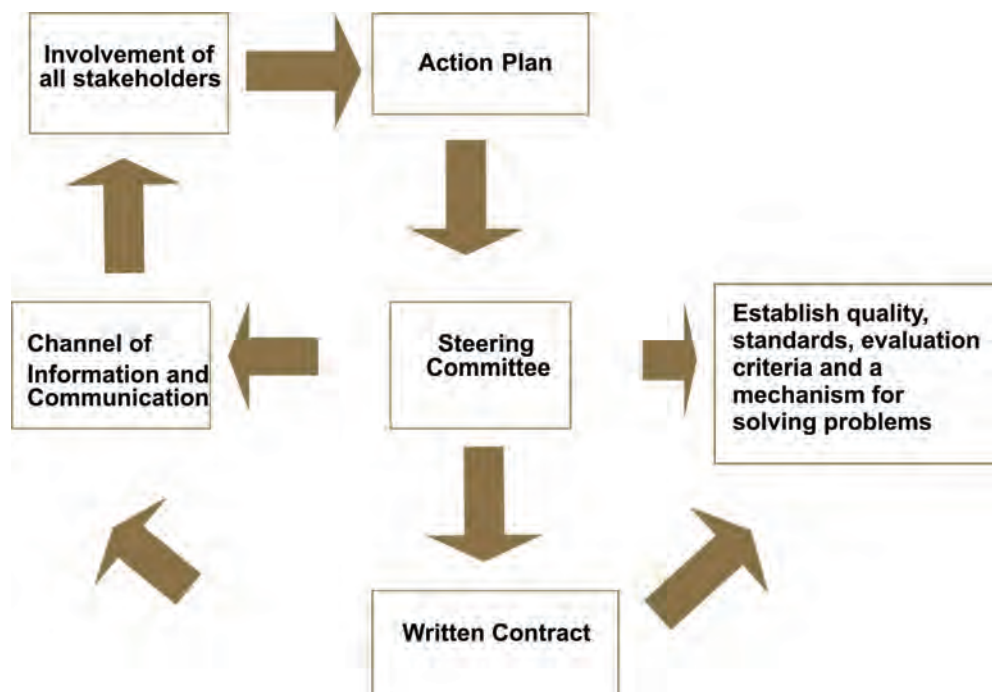 Involvement of
all stakeholders
Action Plan
Channel of
Information and
Communication
Steering
Committee
Establish quality,
standards, evaluation
criteria and a
mechanism for
solving problems
Written Contract